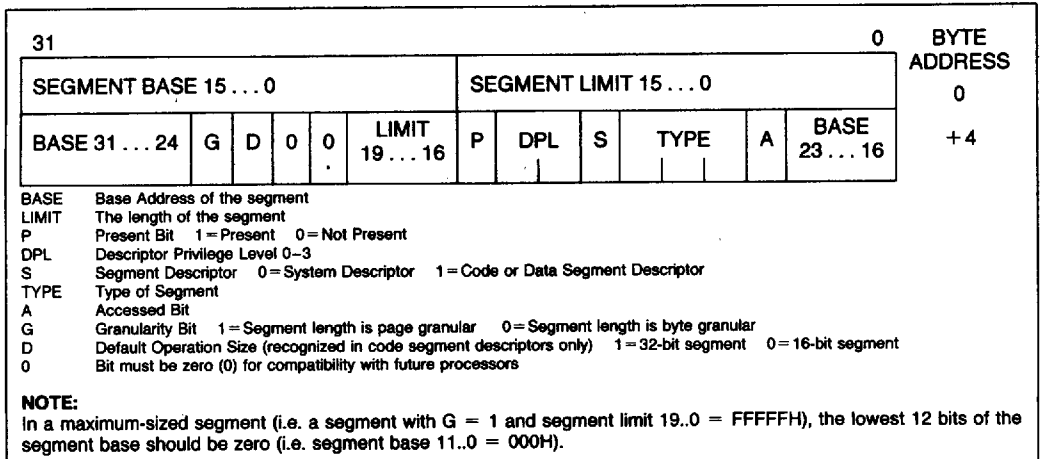 31 0 BYTE
ADDRESS
SEGMENT BASE 15 . . . 0 SEGMENT LIMIT 15 . . . 0 0
BASE 31 . . . 24 G D 0 0 LIMIT 19 . . . 16 P DPL S TYPE A BASE 23 . . . 16 +4
BASE Base Address of the segment
LIMIT The length of the segment
P Present Bit 1=Present 0=Not Present
DPL Descriptor Privilege Level 0–3
S Segment Descriptor 0=System Descriptor 1=Code or Data Segment Descriptor
TYPE Type of Segment
A Accessed Bit
G Granularity Bit 1=Segment length is page granular 0=Segment length is byte granular
D Default Operation Size (recognized in code segment descriptors only) 1=32-bit segment 0=16-bit segment
0 Bit must be zero (0) for compatibility with future processors
NOTE:
In a maximum-sized segment (i.e. a segment with G = 1 and segment limit 19..0 = FFFFFH), the lowest 12 bits of the
segment base should be zero (i.e. segment base 11..0 = 000H).